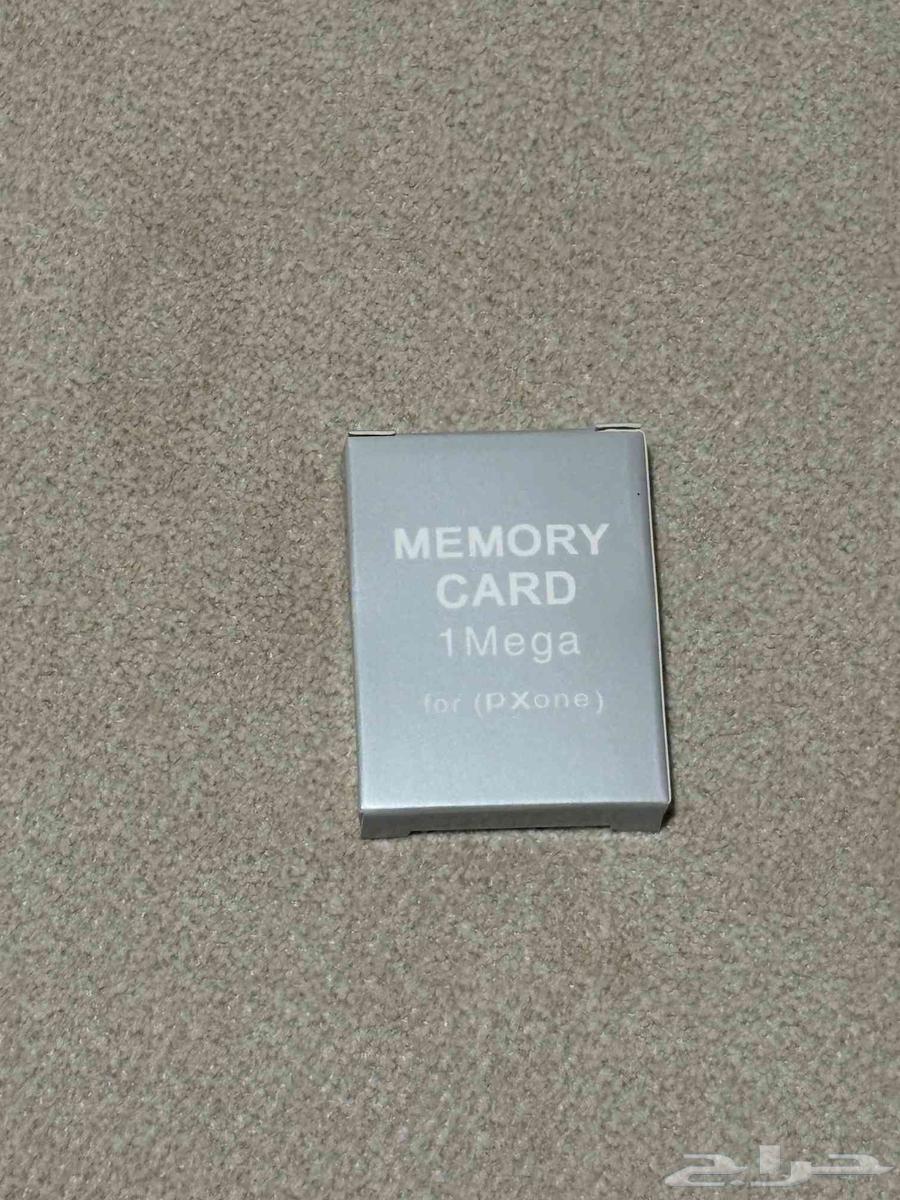 MEMORY
CARD
1Mega
for (pxone)
حراج